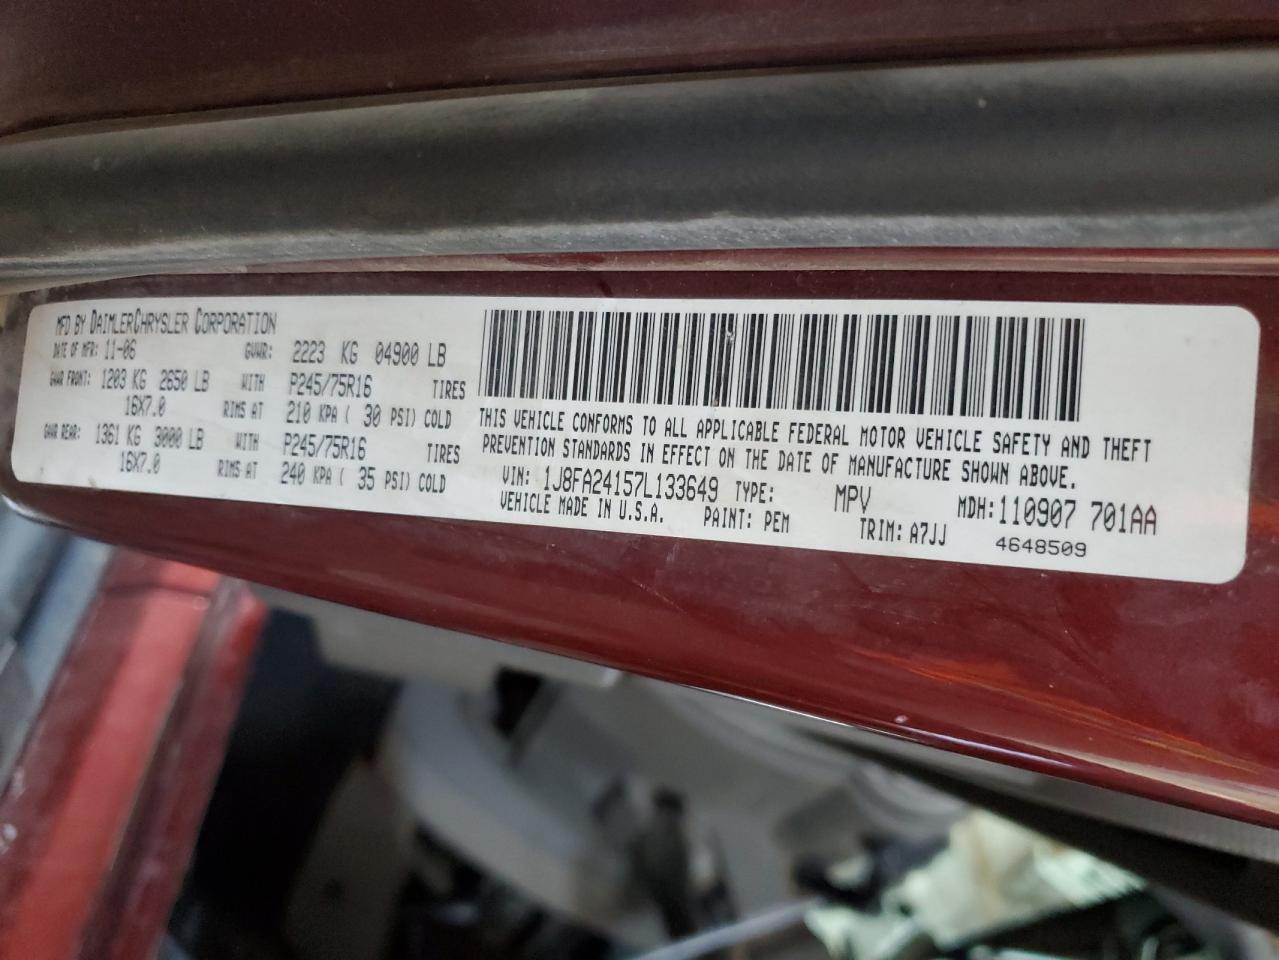 MFD BY DAIMLERCHRYSLER CORPORATION
DATE OF MFR: 11-06 GVWR: 2223 KG 04900 LB
GAWR FRONT: 1203 KG 2650 LB WITH P245/75R16 TIRES
16X7.0 RIMS AT 210 KPA ( 30 PSI) COLD
GAWR REAR: 1361 KG 3000 LB WITH P245/75R16 TIRES
16X7.0 RIMS AT 240 KPA ( 35 PSI) COLD
THIS VEHICLE CONFORMS TO ALL APPLICABLE FEDERAL MOTOR VEHICLE SAFETY AND THEFT
PREVENTION STANDARDS IN EFFECT ON THE DATE OF MANUFACTURE SHOWN ABOVE.
VIN: 1J8FA24157L133649 TYPE: MPV MDH:110907 701AA
VEHICLE MADE IN U.S.A. PAINT: PEM TRIM: A7JJ 4648509